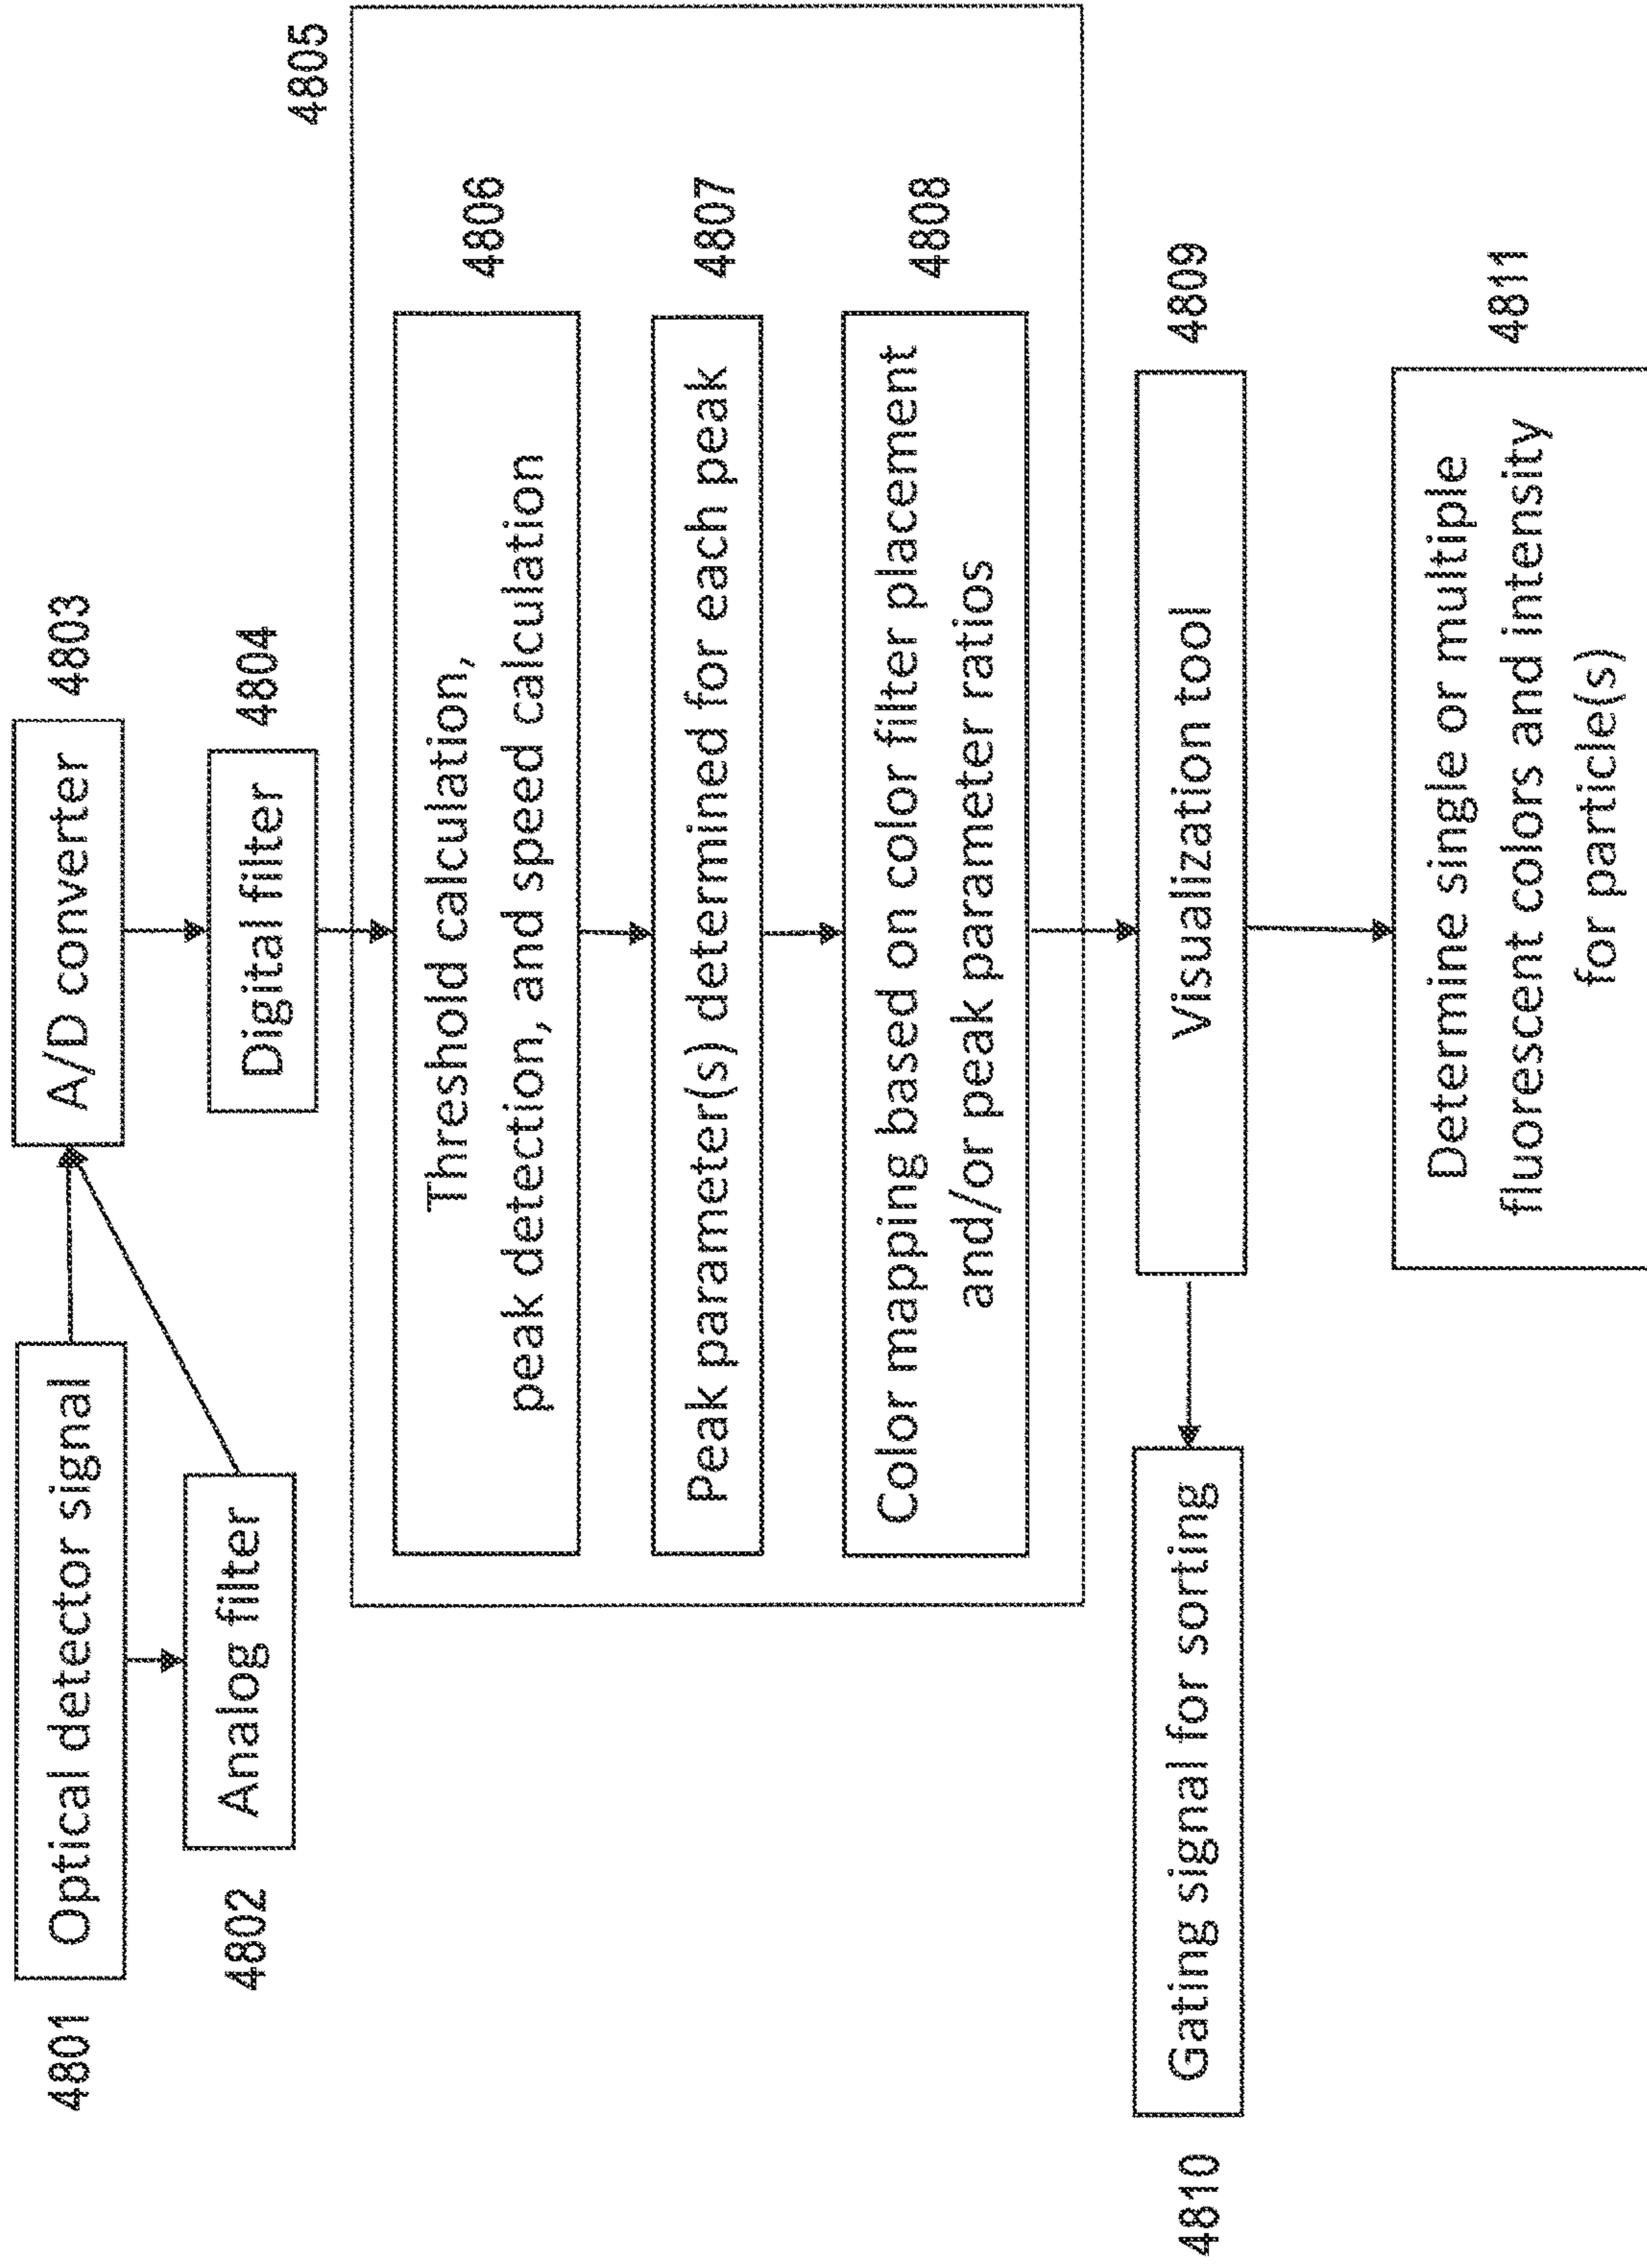 4801
Optical detector signal
A/D converter
4803
4802
Analog filter
Digital filter
4804
4805
Threshold calculation,
peak detection, and speed calculation
4806
Peak parameter(s) determined for each peak
4807
Color mapping based on color filter placement
and/or peak parameter ratios
4808
4810
Gating signal for sorting
Visualization tool
4809
Determine single or multiple
fluorescent colors and intensity
for particle(s)
4811